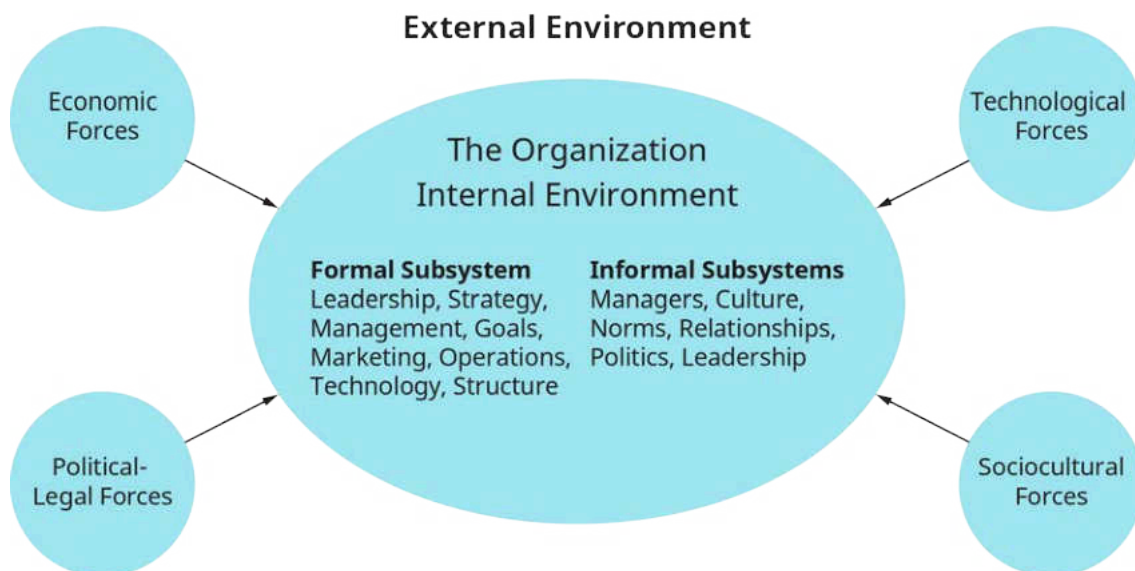 External Environment
Economic
Forces
Technological
Forces
The Organization
Internal Environment
Formal Subsystem
Leadership, Strategy,
Management, Goals,
Marketing, Operations,
Technology, Structure
Informal Subsystems
Managers, Culture,
Norms, Relationships,
Politics, Leadership
Political-
Legal Forces
Sociocultural
Forces